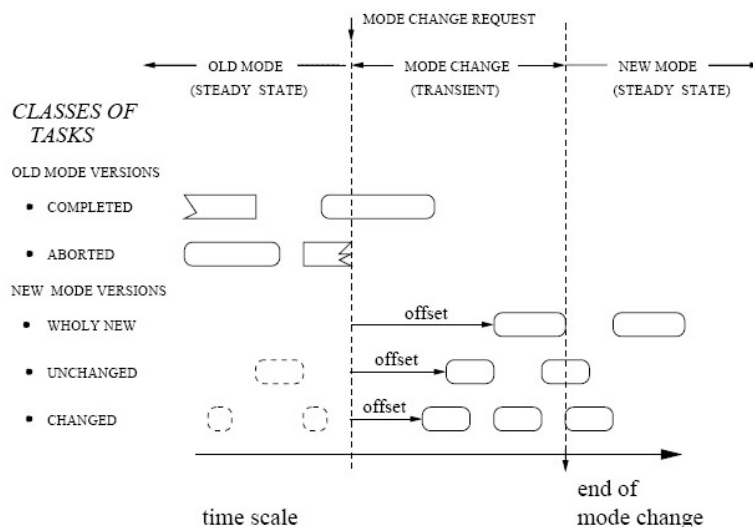 MODE CHANGE REQUEST
OLD MODE
(STEADY STATE)
MODE CHANGE
(TRANSIENT)
NEW MODE
(STEADY STATE)
CLASSES OF
TASKS
OLD MODE VERSIONS
• COMPLETED
• ABORTED
NEW MODE VERSIONS
• WHOLY NEW
offset
• UNCHANGED
offset
• CHANGED
offset
time scale
end of
mode change